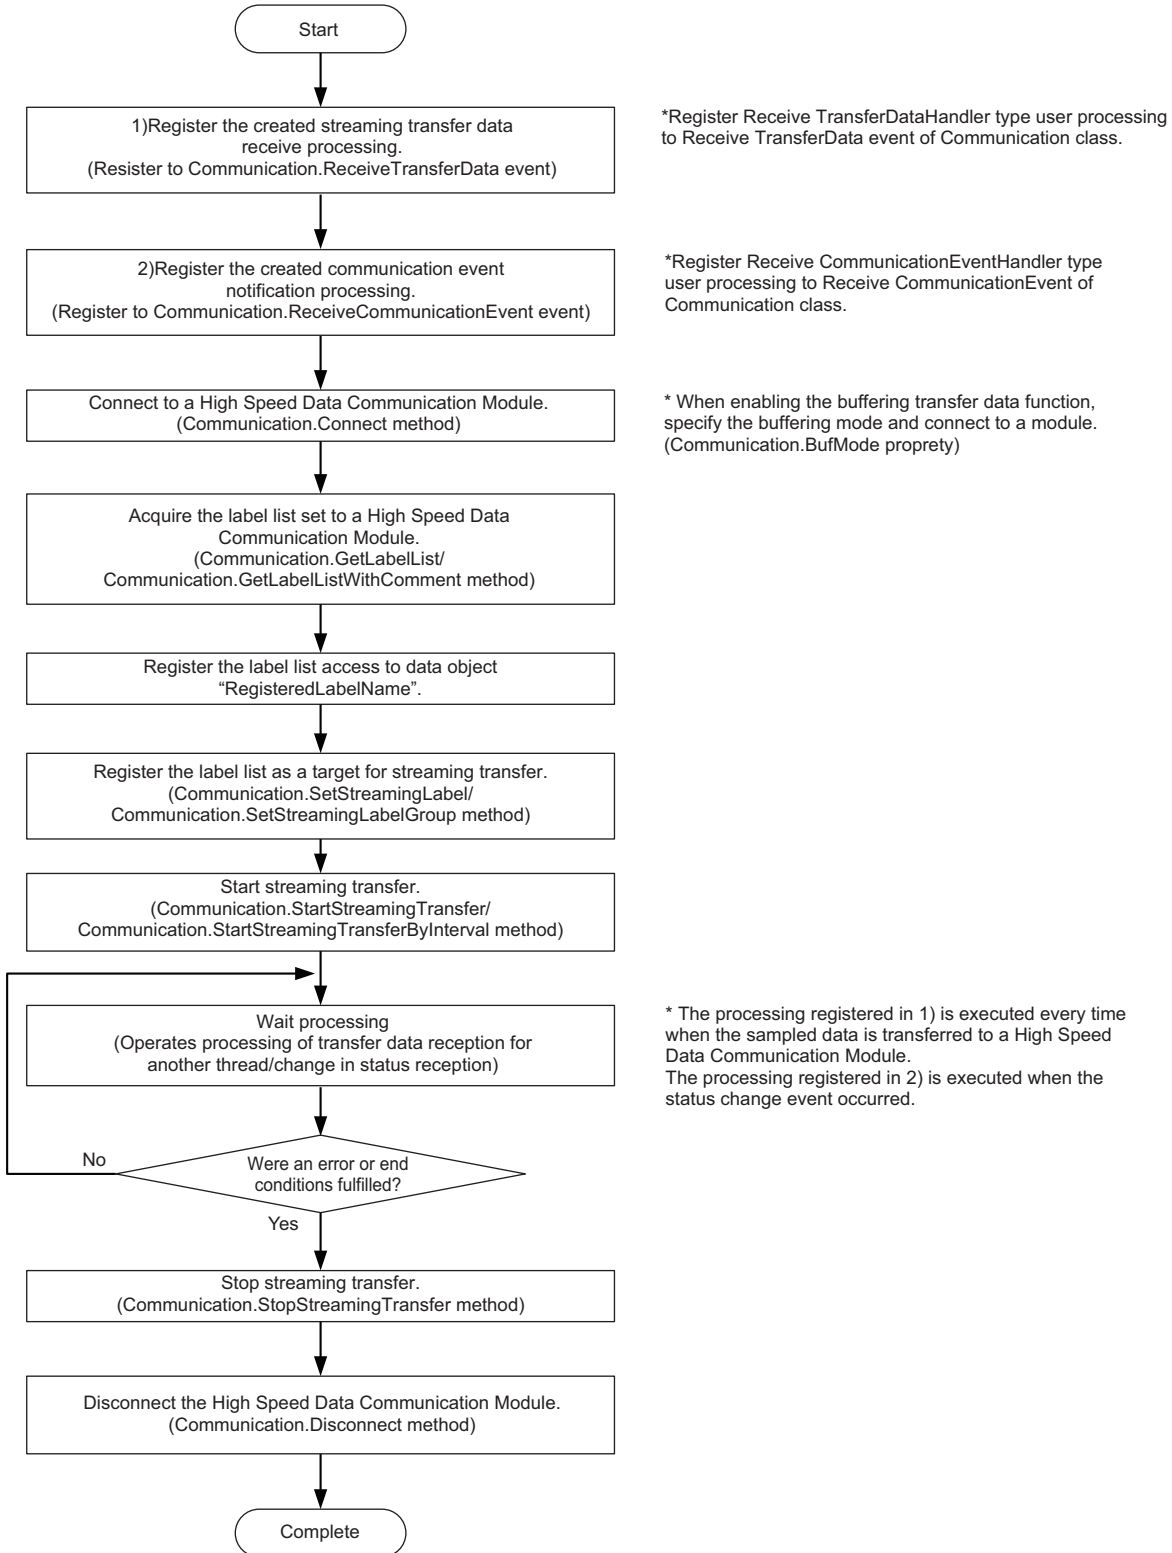 Start
1)Register the created streaming transfer data
receive processing.
(Resister to Communication.ReceiveTransferData event)
*Register Receive TransferDataHandler type user processing
to Receive TransferData event of Communication class.
2)Register the created communication event
notification processing.
(Register to Communication.ReceiveCommunicationEvent event)
*Register Receive CommunicationEventHandler type
user processing to Receive CommunicationEvent of
Communication class.
Connect to a High Speed Data Communication Module.
(Communication.Connect method)
* When enabling the buffering transfer data function,
specify the buffering mode and connect to a module.
(Communication.BufMode proprety)
Acquire the label list set to a High Speed Data
Communication Module.
(Communication.GetLabelList/
Communication.GetLabelListWithComment method)
Register the label list access to data object
“RegisteredLabelName”.
Register the label list as a target for streaming transfer.
(Communication.SetStreamingLabel/
Communication.SetStreamingLabelGroup method)
Start streaming transfer.
(Communication.StartStreamingTransfer/
Communication.StartStreamingTransferByInterval method)
Wait processing
(Operates processing of transfer data reception for
another thread/change in status reception)
* The processing registered in 1) is executed every time
when the sampled data is transferred to a High Speed
Data Communication Module.
The processing registered in 2) is executed when the
status change event occurred.
No
Were an error or end
conditions fulfilled?
Yes
Stop streaming transfer.
(Communication.StopStreamingTransfer method)
Disconnect the High Speed Data Communication Module.
(Communication.Disconnect method)
Complete